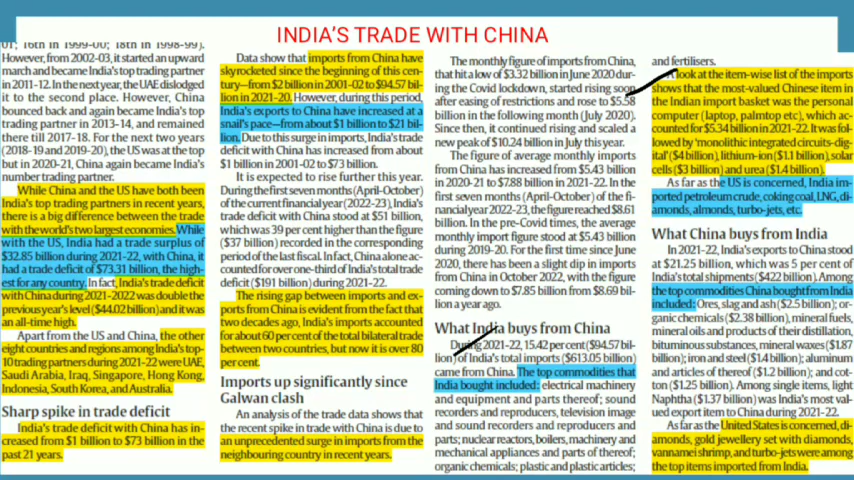 INDIA'S TRADE WITH CHINA
01; 16th in 1999-00; 18th in 1998-99).
However, from 2002-03, it started an upward
march and became India's top trading partner
in 2011-12. In the next year, the UAE dislodged
it to the second place. However, China
bounced back and again became India's top
trading partner in 2013-14, and remained
there till 2017-18. For the next two years
(2018-19 and 2019-20), the US was at the top
but in 2020-21, China again became India's
number trading partner.
While China and the US have both been
India's top trading partners in recent years,
there is a big difference between the trade
with the world's two largest economies. While
with the US, India had a trade surplus of
$32.85 billion during 2021-22, with China, it
had a trade deficit of $73.31 billion, the high-
est for any country. In fact, India's trade deficit
with China during 2021-2022 was double the
previous year's level ($44.02 billion) and it was
an all-time high.
Apart from the US and China, the other
eight countries and regions among India's top-
10 trading partners during 2021-22 were UAE,
Saudi Arabia, Iraq, Singapore, Hong Kong,
Indonesia, South Korea, and Australia.
Sharp spike in trade deficit
India's trade deficit with China has in-
creased from $1 billion to $73 billion in the
past 21 years.
Data show that imports from China have
skyrocketed since the beginning of this cen-
tury—from $2 billion in 2001-02 to $94.57 bil-
lion in 2021-20. However, during this period,
India's exports to China have increased at a
snail's pace—from about $1 billion to $21 bil-
lion. Due to this surge in imports, India's trade
deficit with China has increased from about
$1 billion in 2001-02 to $73 billion.
It is expected to rise further this year.
During the first seven months (April-October)
of the current financial year (2022-23), India's
trade deficit with China stood at $51 billion,
which was 39 per cent higher than the figure
($37 billion) recorded in the corresponding
period of the last fiscal. In fact, China alone ac-
counted for over one-third of India's total trade
deficit ($191 billion) during 2021-22.
The rising gap between imports and ex-
ports from China is evident from the fact that
two decades ago, India's imports accounted
for about 60 per cent of the total bilateral trade
between two countries, but now it is over 80
per cent.
Imports up significantly since
Galwan clash
An analysis of the trade data shows that
the recent spike in trade with China is due to
an unprecedented surge in imports from the
neighbouring country in recent years.
The monthly figure of imports from China,
that hit a low of $3.32 billion in June 2020 dur-
ing the Covid lockdown, started rising soon
after easing of restrictions and rose to $5.58
billion in the following month (July 2020).
Since then, it continued rising and scaled a
new peak of $10.24 billion in July this year.
The figure of average monthly imports
from China has increased from $5.43 billion
in 2020-21 to $7.88 billion in 2021-22. In the
first seven months (April-October) of the fi-
nancial year 2022-23, the figure reached $8.61
billion. In the pre-Covid times, the average
monthly import figure stood at $5.43 billion
during 2019-20. For the first time since June
2020, there has been a slight dip in imports
from China in October 2022, with the figure
coming down to $7.85 billion from $8.69 bil-
lion a year ago.
What India buys from China
During 2021-22, 15.42 per cent ($94.57 bil-
lion) of India's total imports ($613.05 billion)
came from China. The top commodities that
India bought included: electrical machinery
and equipment and parts thereof; sound
recorders and reproducers, television image
and sound recorders and reproducers and
parts; nuclear reactors, boilers, machinery and
mechanical appliances and parts of thereof;
organic chemicals; plastic and plastic articles;
and fertilisers.
A look at the item-wise list of the imports
shows that the most-valued Chinese item in
the Indian import basket was the personal
computer (laptop, palmtop etc), which ac-
counted for $5.34 billion in 2021-22. It was fol-
lowed by 'monolithic integrated circuits-dig-
ital' ($4 billion), lithium-ion ($1.1 billion), solar
cells ($3 billion) and urea ($1.4 billion).
As far as the US is concerned, India im-
ported petroleum crude, coking coal, LNG, di-
amonds, almonds, turbo-jets, etc.
What China buys from India
In 2021-22, India's exports to China stood
at $21.25 billion, which was 5 per cent of
India's total shipments ($422 billion). Among
the top commodities China bought from India
included: Ores, slag and ash ($2.5 billion); or-
ganic chemicals ($2.38 billion), mineral fuels,
mineral oils and products of their distillation,
bituminous substances, mineral waxes ($1.87
billion); iron and steel ($1.4 billion); aluminum
and articles of thereof ($1.2 billion); and cot-
ton ($1.25 billion). Among single items, light
Naphtha ($1.37 billion) was India's most val-
ued export item to China during 2021-22.
As far as the United States is concerned, di-
amonds, gold jewellery set with diamonds,
vannamei shrimp, and turbo-jets were among
the top items imported from India.